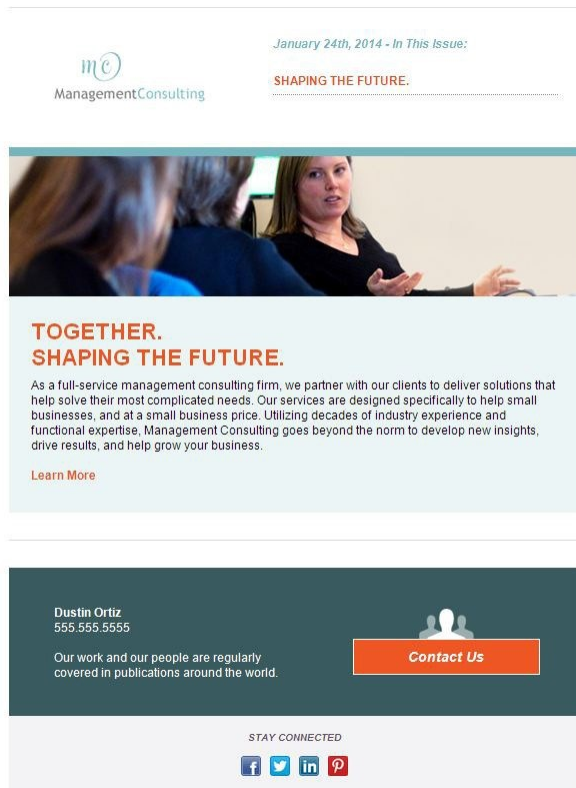 mc
ManagementConsulting
January 24th, 2014 - In This Issue:
SHAPING THE FUTURE.
TOGETHER.
SHAPING THE FUTURE.
As a full-service management consulting firm, we partner with our clients to deliver solutions that
help solve their most complicated needs. Our services are designed specifically to help small
businesses, and at a small business price. Utilizing decades of industry experience and
functional expertise, Management Consulting goes beyond the norm to develop new insights,
drive results, and help grow your business.
Learn More
Dustin Ortiz
555.555.5555
Our work and our people are regularly
covered in publications around the world.
Contact Us
STAY CONNECTED
f
in
P